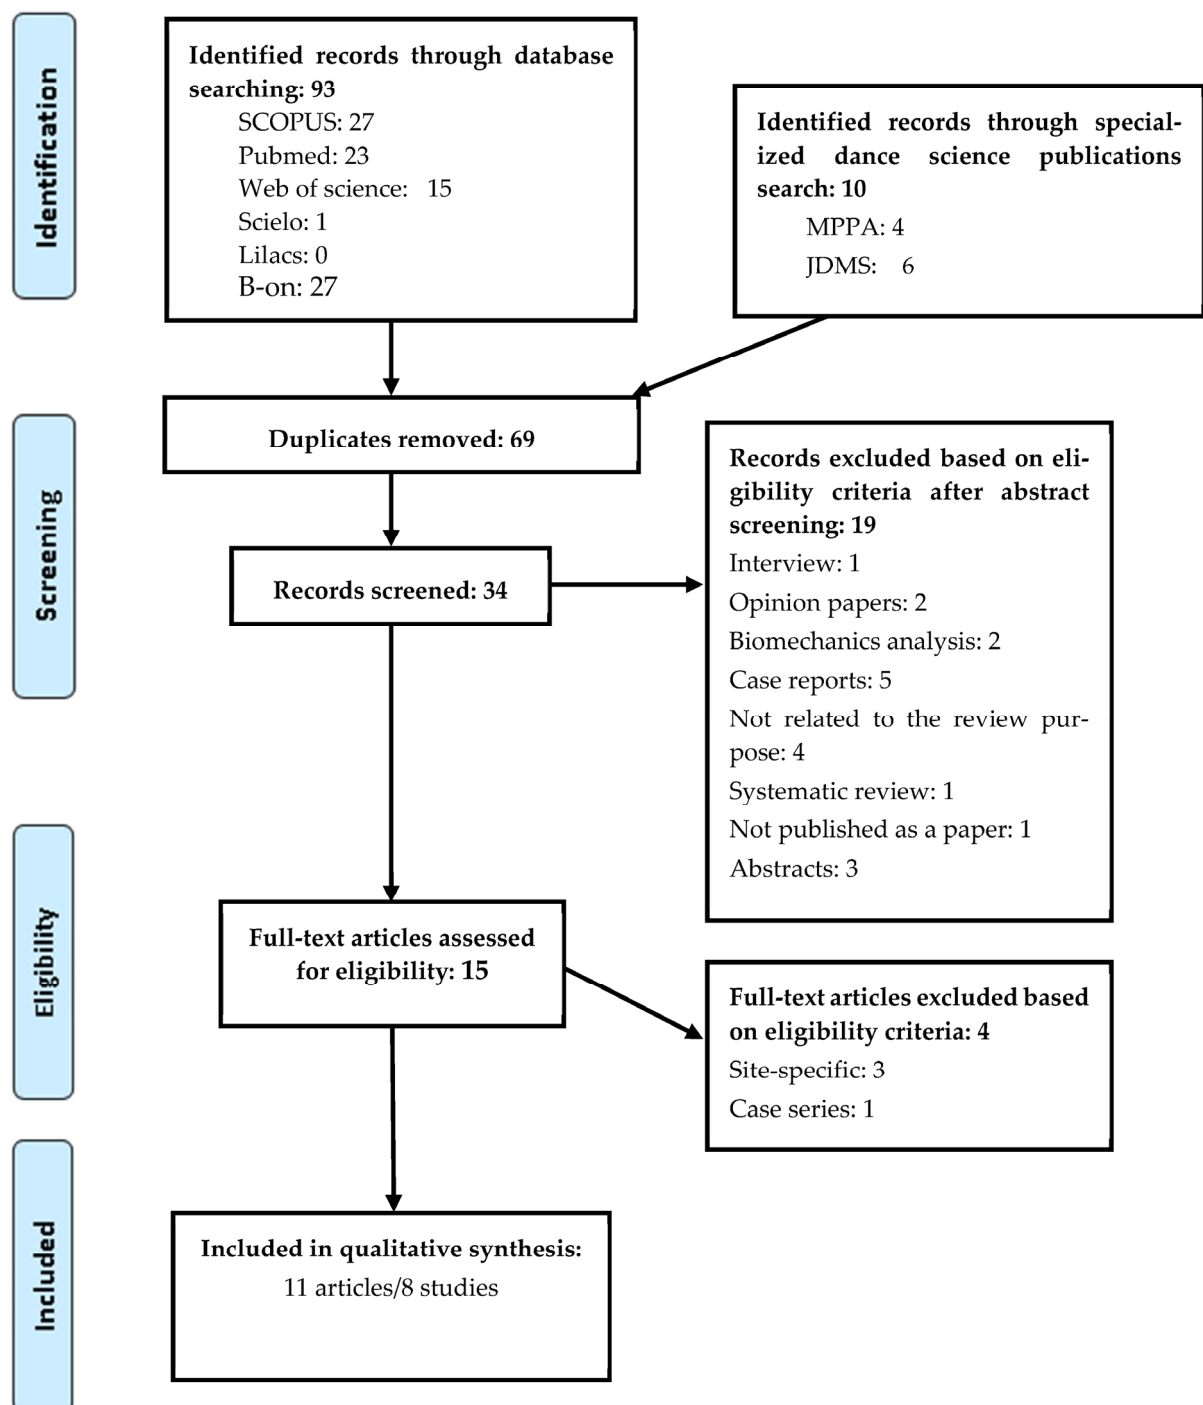 Identification
Identified records through database
searching: 93
SCOPUS: 27
Pubmed: 23
Web of science: 15
Scielo: 1
Lilacs: 0
B-on: 27
Identified records through special-
ized dance science publications
search: 10
MPPA: 4
JDMS: 6
Screening
Duplicates removed: 69
Records screened: 34
Records excluded based on eli-
gibility criteria after abstract
screening: 19
Interview: 1
Opinion papers: 2
Biomechanics analysis: 2
Case reports: 5
Not related to the review pur-
pose: 4
Systematic review: 1
Not published as a paper: 1
Abstracts: 3
Eligibility
Full-text articles assessed
for eligibility: 15
Full-text articles excluded based
on eligibility criteria: 4
Site-specific: 3
Case series: 1
Included
Included in qualitative synthesis:
11 articles/8 studies